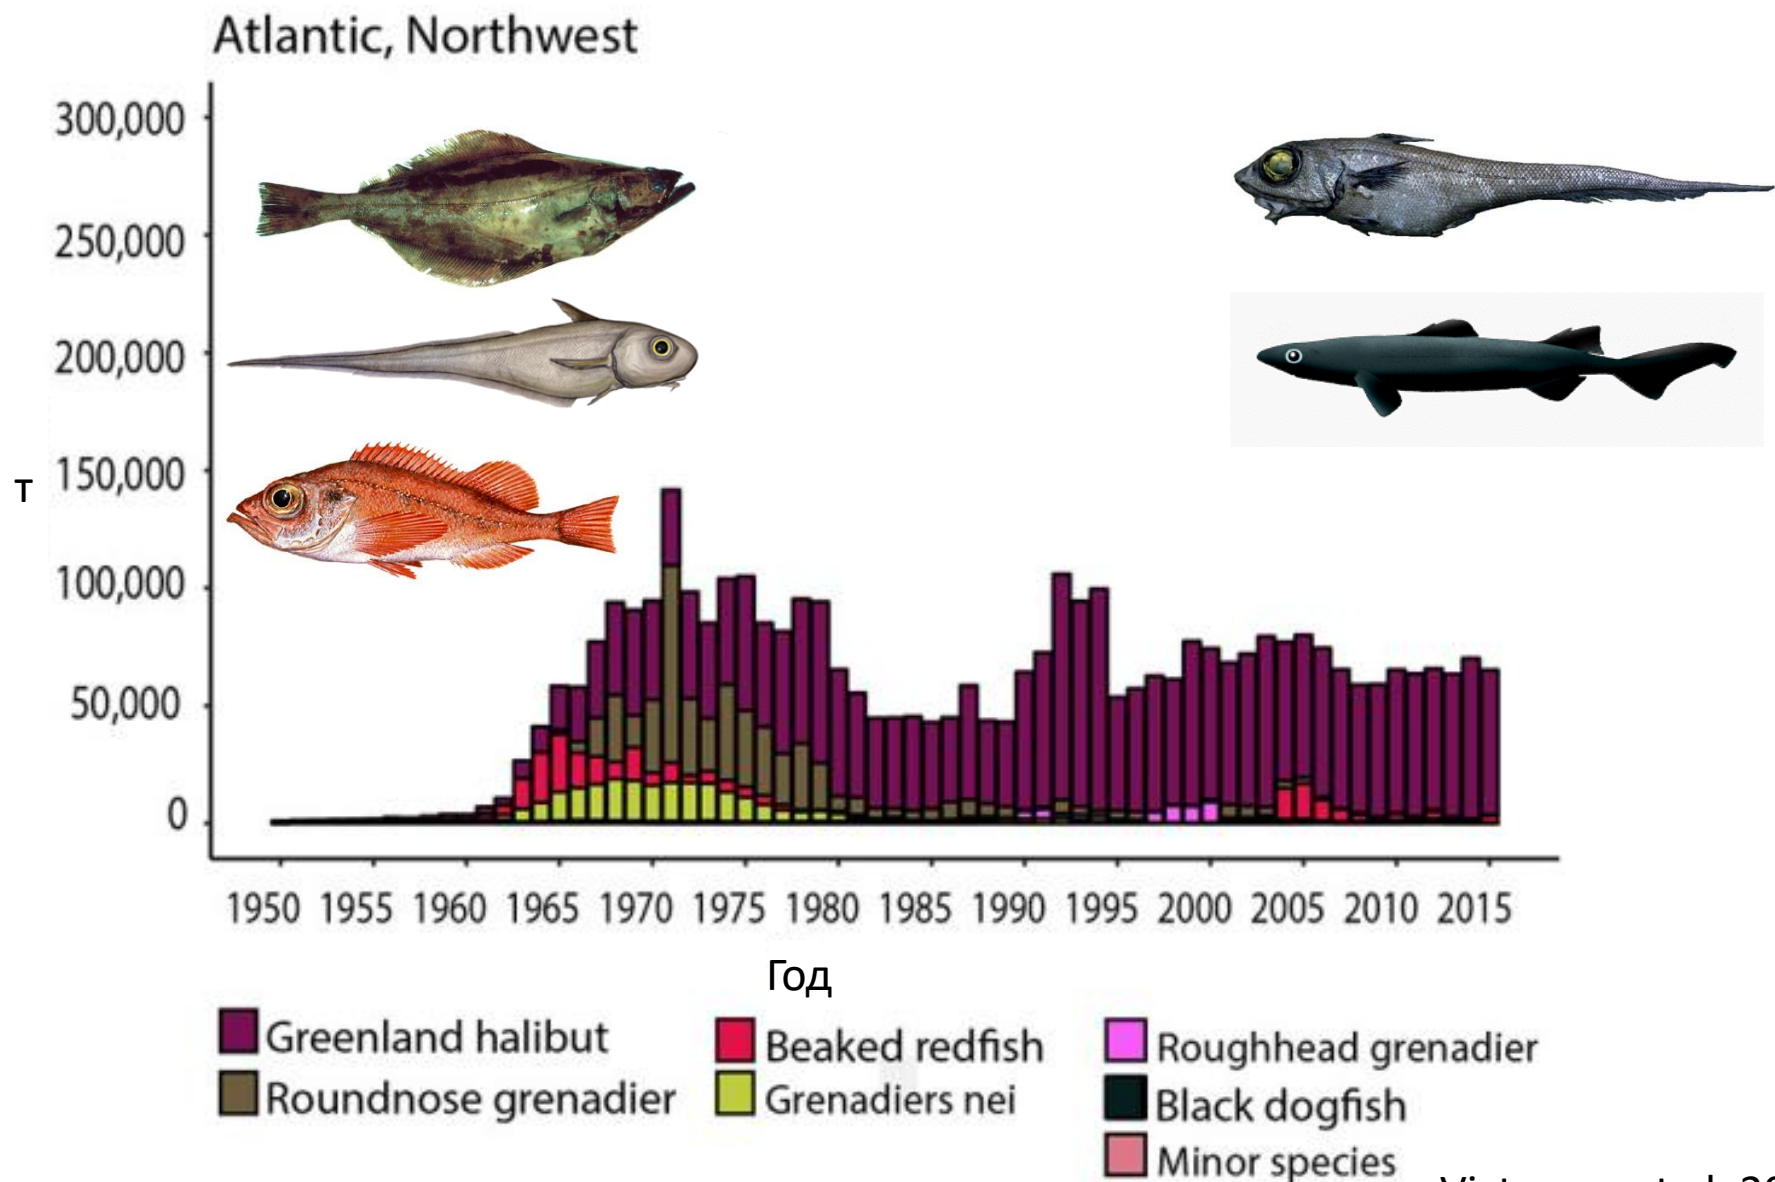 Atlantic, Northwest
300,000
250,000
200,000
т 150,000
100,000
50,000
0
1950 1955 1960 1965 1970 1975 1980 1985 1990 1995 2000 2005 2010 2015
Год
Greenland halibut
Roundnose grenadier
Beaked redfish
Grenadiers nei
Roughhead grenadier
Black dogfish
Minor species